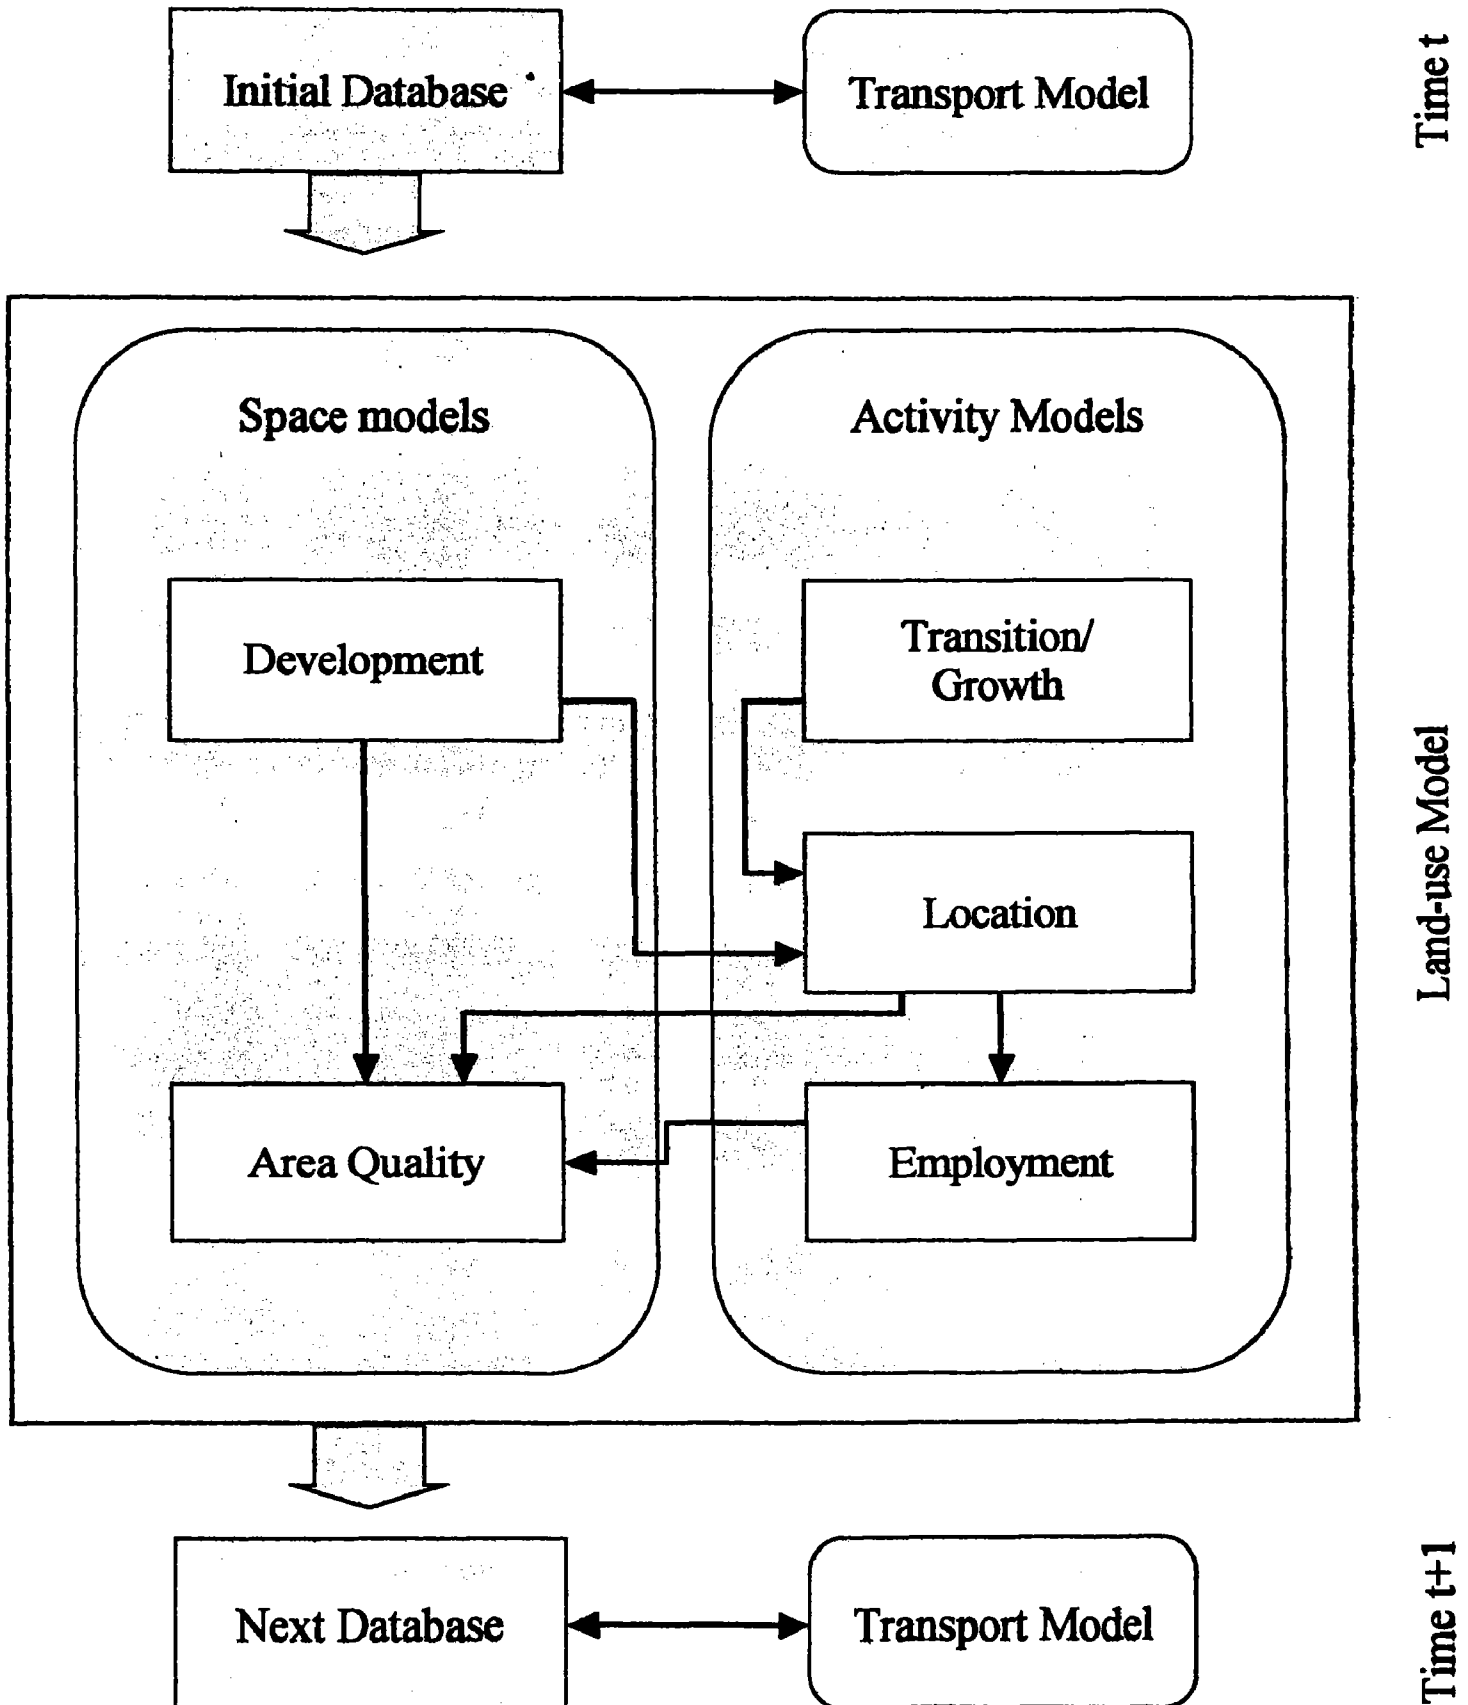 Initial Database
Transport Model
Time t
Space models
Activity Models
Development
Transition/
Growth
Location
Land-use Model
Area Quality
Employment
Next Database
Transport Model
Time t+1